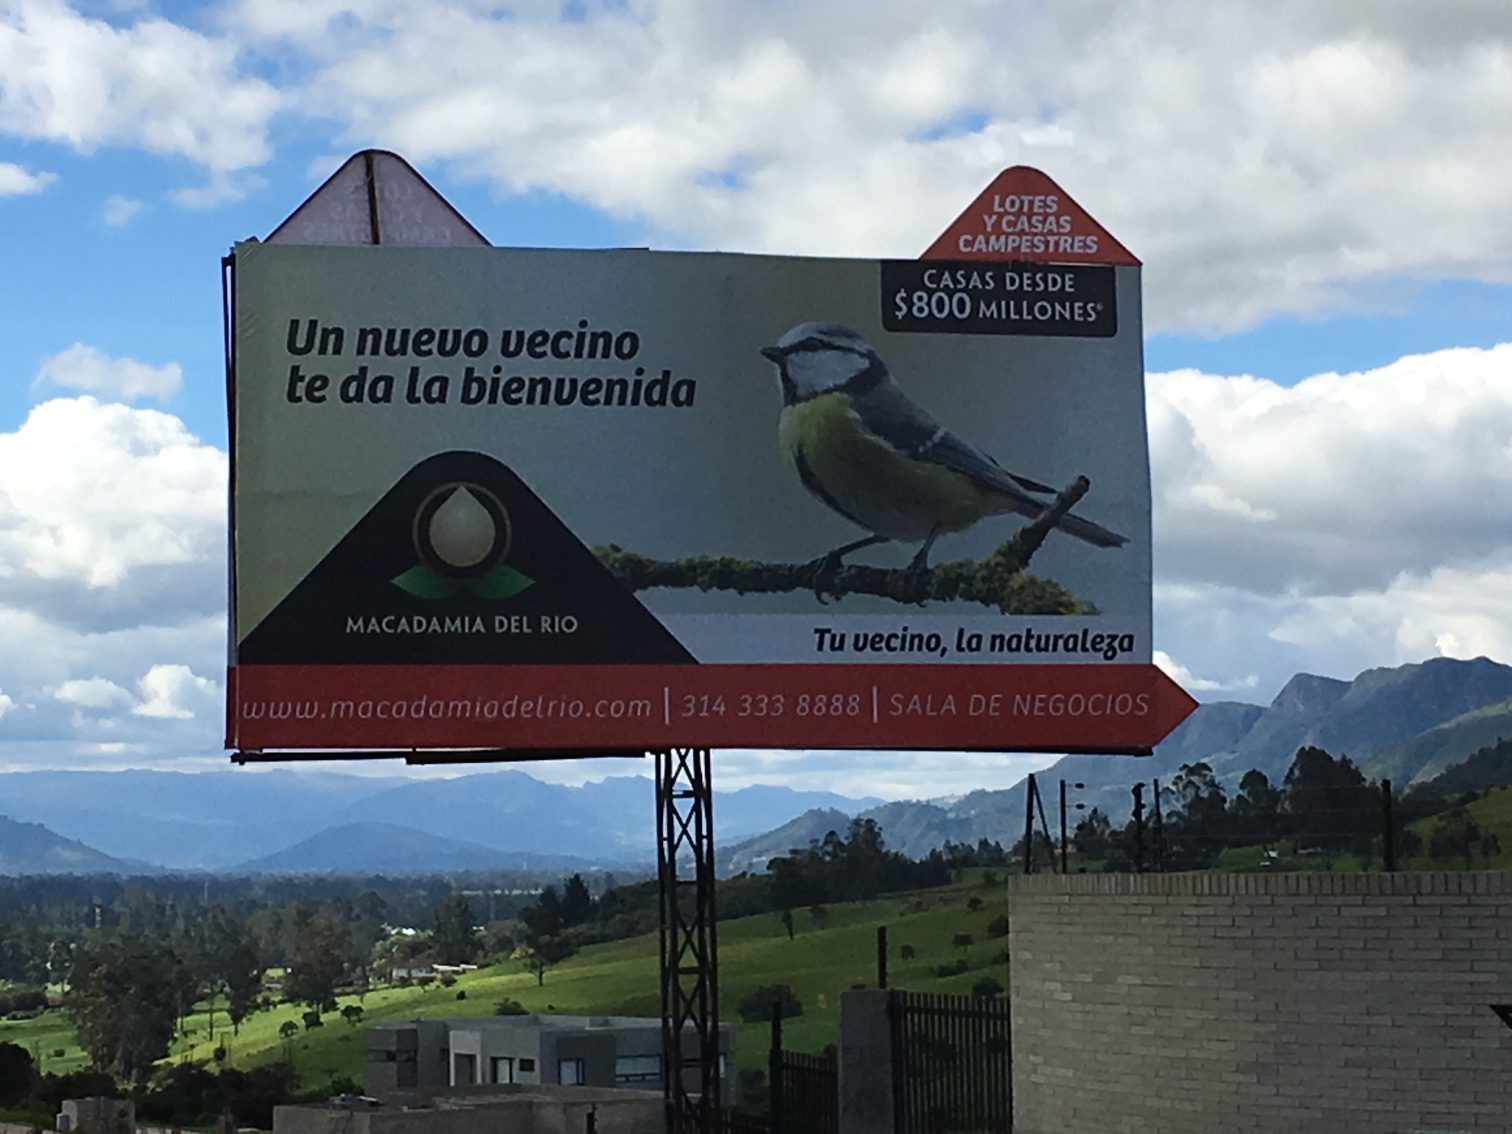 LOTES
Y CASAS
CAMPESTRES
CASAS DESDE
$800 MILLONES*
Un nuevo vecino
te da la bienvenida
MACADAMIA DEL RIO
Tu vecino, la naturaleza
www.macadamiadelrio.com | 314 333 8888 | SALA DE NEGOCIOS